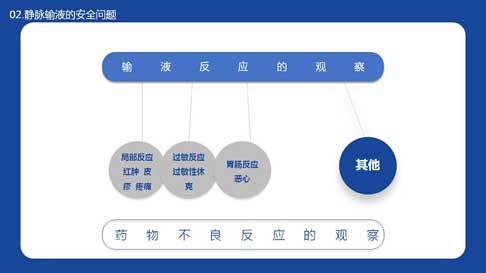 02.静脉输液的安全问题
输液反应的观察
局部反应
红肿 皮
疹 疼痛
过敏反应
过敏性休
克
胃肠反应
恶心
其他
药物不良反应的观察